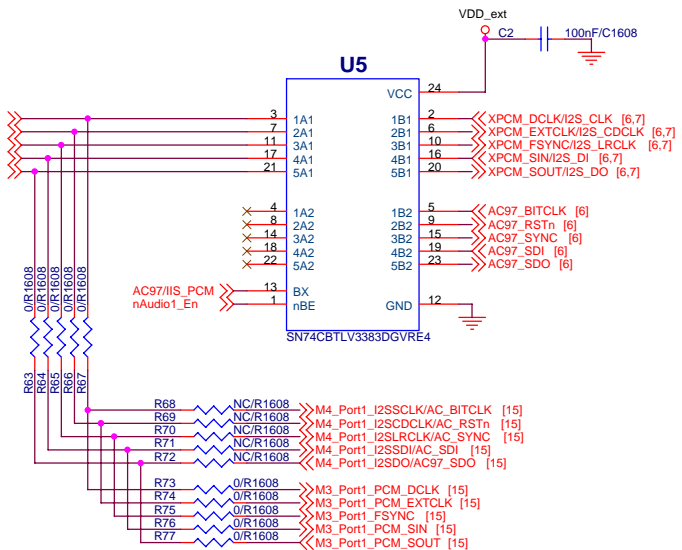 VDD_ext
C2 100nF/C1608
U5
24 VCC
3 1A1 1B1 2 XPCM_DCLK/I2S_CLK [6,7]
7 2A1 2B1 6 XPCM_EXTCLK/I2S_CDCLK [6,7]
11 3A1 3B1 10 XPCM_FSYNC/I2S_LRCLK [6,7]
17 4A1 4B1 16 XPCM_SIN/I2S_DI [6,7]
21 5A1 5B1 20 XPCM_SOUT/I2S_DO [6,7]
4 1A2 1B2 5 AC97_BITCLK [6]
8 2A2 2B2 9 AC97_RSTn [6]
14 3A2 3B2 15 AC97_SYNC [6]
18 4A2 4B2 19 AC97_SDI [6]
22 5A2 5B2 23 AC97_SDO [6]
AC97/IIS_PCM 13 BX
nAudio1_En 1 nBE GND 12
SN74CBTLV3383DGVRE4
R63 0/R1608
R64 0/R1608
R65 0/R1608
R66 0/R1608
R67 0/R1608
R68 NC/R1608 M4_Port1_I2SSCLK/AC_BITCLK [15]
R69 NC/R1608 M4_Port1_I2SCDCLK/AC_RSTn [15]
R70 NC/R1608 M4_Port1_I2SLRCLK/AC_SYNC [15]
R71 NC/R1608 M4_Port1_I2SSDI/AC_SDI [15]
R72 NC/R1608 M4_Port1_I2SDO/AC97_SDO [15]
R73 0/R1608 M3_Port1_PCM_DCLK [15]
R74 0/R1608 M3_Port1_PCM_EXTCLK [15]
R75 0/R1608 M3_Port1_FSYNC [15]
R76 0/R1608 M3_Port1_PCM_SIN [15]
R77 0/R1608 M3_Port1_PCM_SOUT [15]